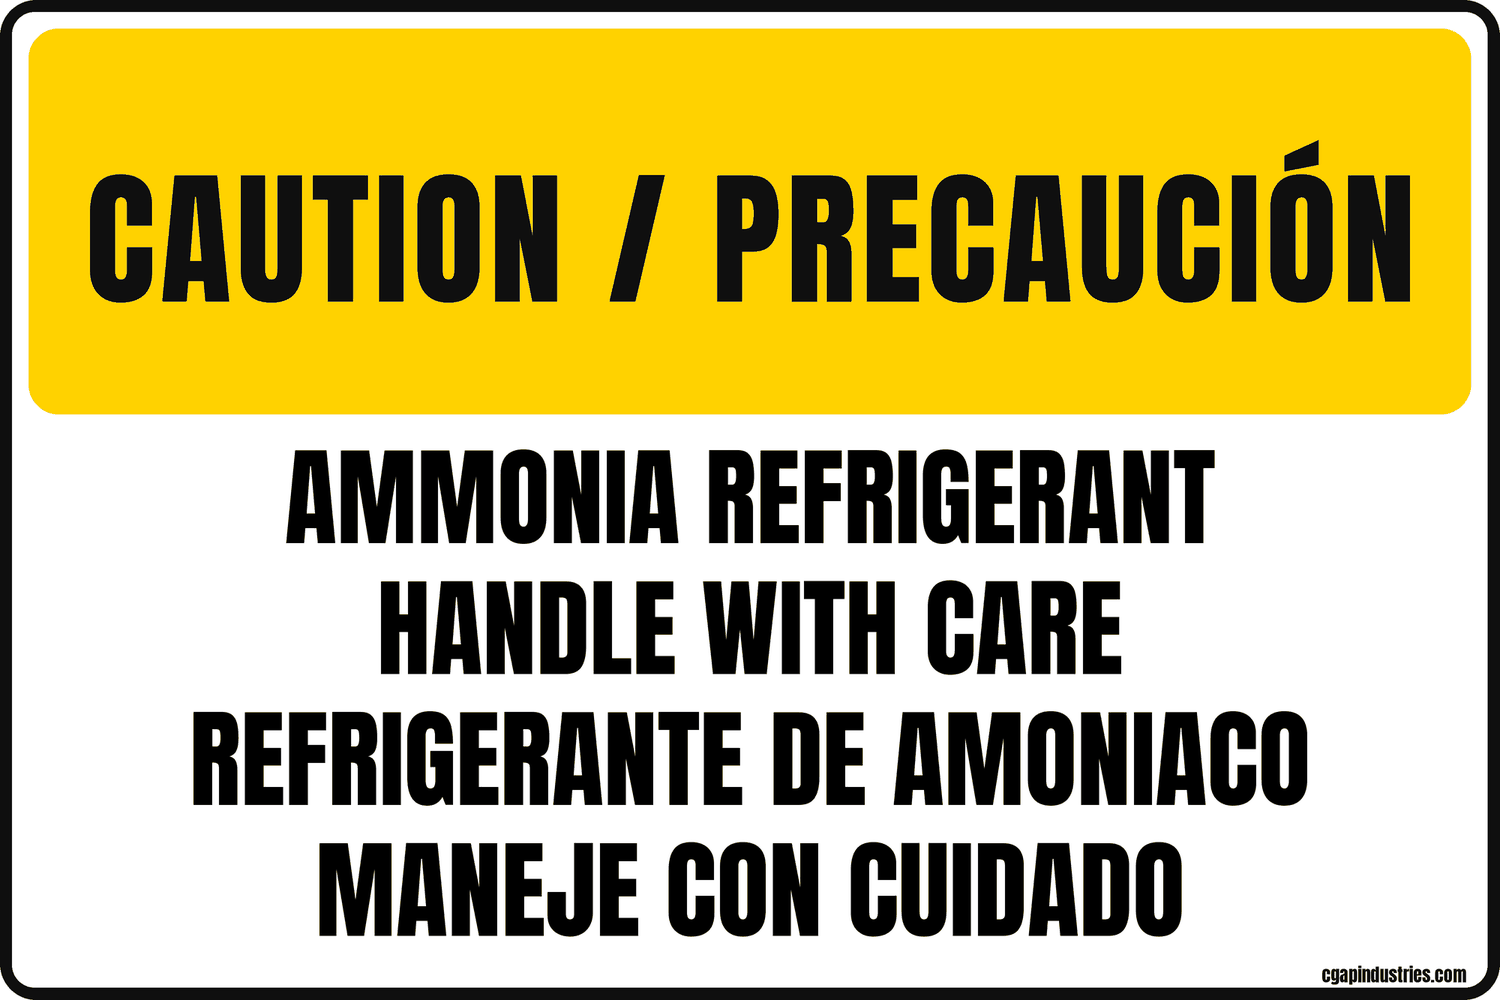 CAUTION / PRECAUCIÓN
AMMONIA REFRIGERANT
HANDLE WITH CARE
REFRIGERANTE DE AMONIACO
MANEJE CON CUIDADO
cgapindustries.com